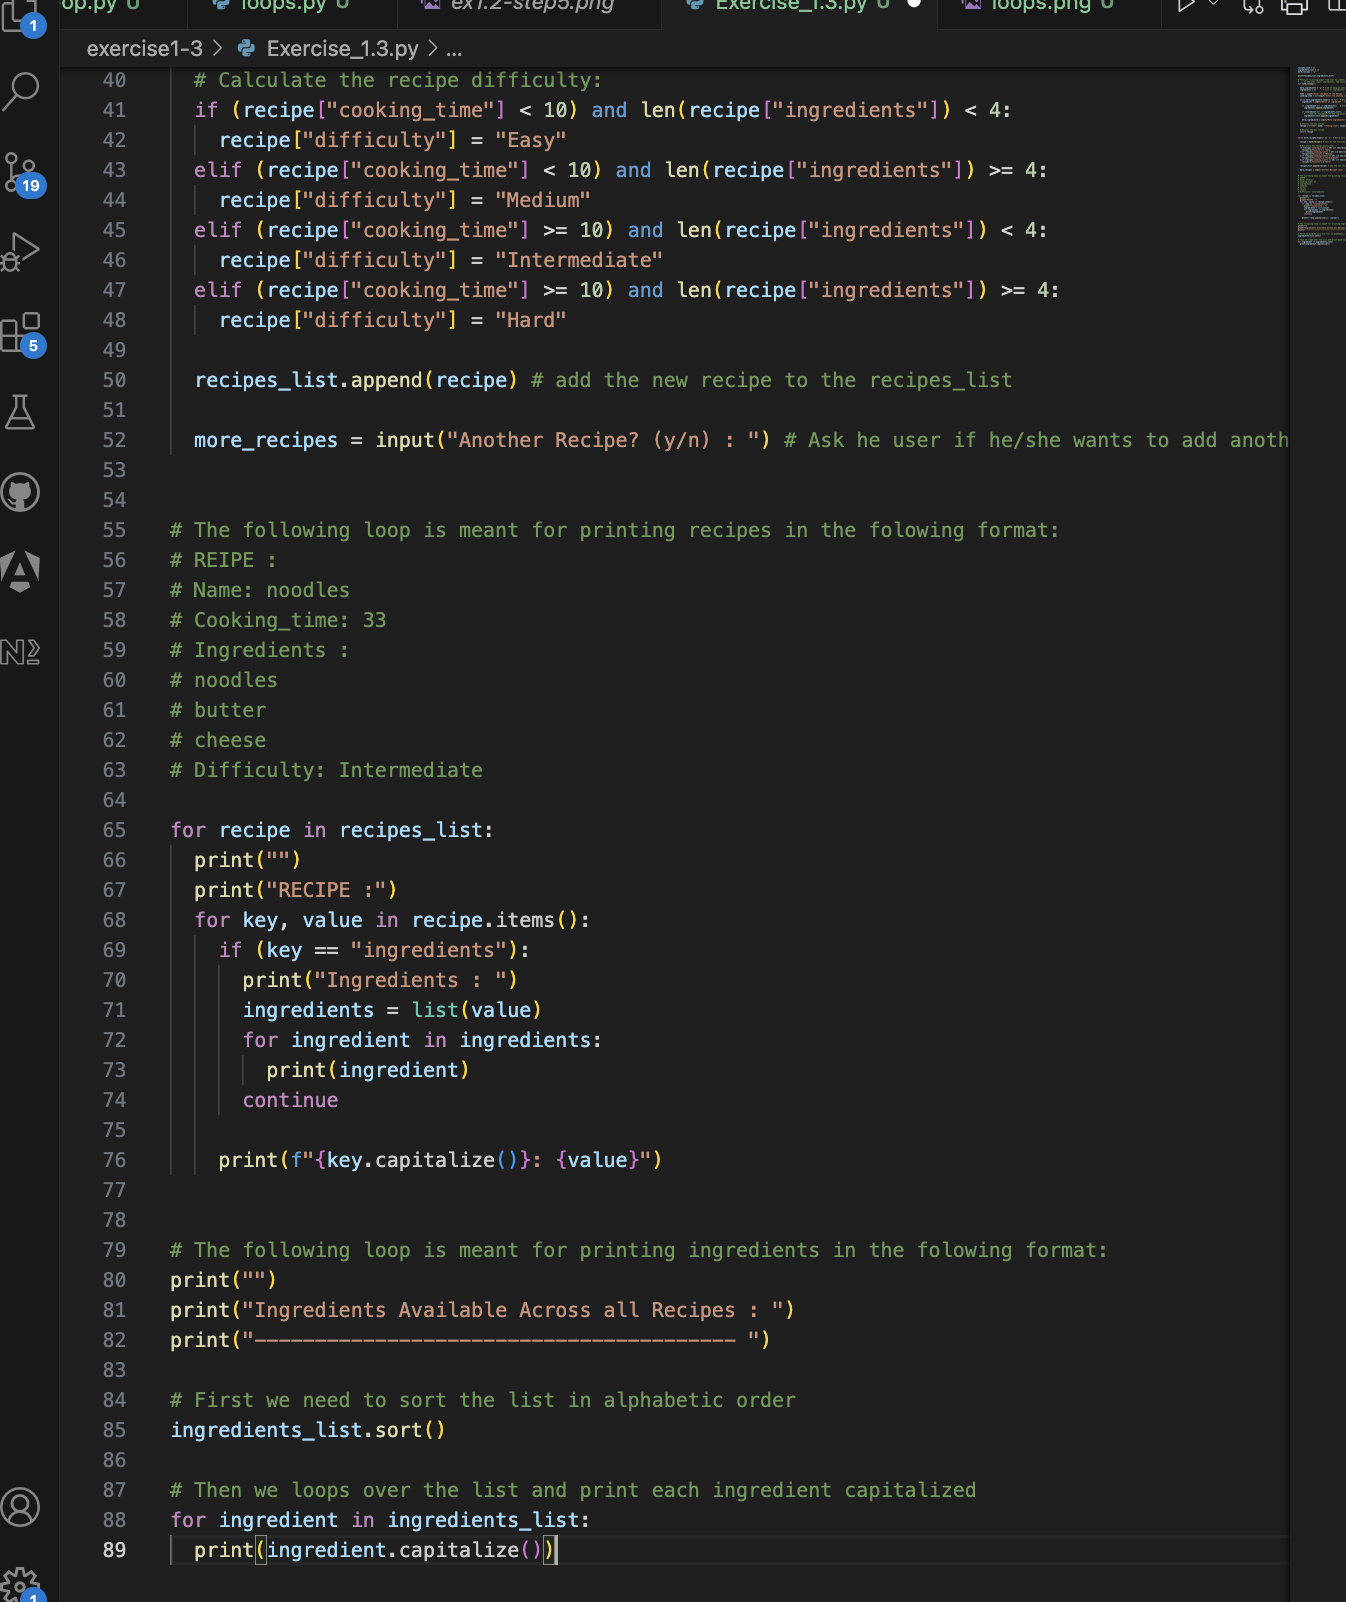 op.py U loops.py U ex1.2-step5.png Exercise_1.3.py U loops.png U
exercise1-3 > Exercise_1.3.py > ...
40 # Calculate the recipe difficulty:
41 if (recipe["cooking_time"] < 10) and len(recipe["ingredients"]) < 4:
42 recipe["difficulty"] = "Easy"
43 elif (recipe["cooking_time"] < 10) and len(recipe["ingredients"]) >= 4:
44 recipe["difficulty"] = "Medium"
45 elif (recipe["cooking_time"] >= 10) and len(recipe["ingredients"]) < 4:
46 recipe["difficulty"] = "Intermediate"
47 elif (recipe["cooking_time"] >= 10) and len(recipe["ingredients"]) >= 4:
48 recipe["difficulty"] = "Hard"
49
50 recipes_list.append(recipe) # add the new recipe to the recipes_list
51
52 more_recipes = input("Another Recipe? (y/n) : ") # Ask he user if he/she wants to add anoth
53
54
55 # The following loop is meant for printing recipes in the folowing format:
56 # REIPE :
57 # Name: noodles
58 # Cooking_time: 33
59 # Ingredients :
60 # noodles
61 # butter
62 # cheese
63 # Difficulty: Intermediate
64
65 for recipe in recipes_list:
66 print("")
67 print("RECIPE :")
68 for key, value in recipe.items():
69 if (key == "ingredients"):
70 print("Ingredients : ")
71 ingredients = list(value)
72 for ingredient in ingredients:
73 print(ingredient)
74 continue
75
76 print(f"{key.capitalize()}: {value}")
77
78
79 # The following loop is meant for printing ingredients in the folowing format:
80 print("")
81 print("Ingredients Available Across all Recipes : ")
82 print("---------------------------------------- ")
83
84 # First we need to sort the list in alphabetic order
85 ingredients_list.sort()
86
87 # Then we loops over the list and print each ingredient capitalized
88 for ingredient in ingredients_list:
89 print(ingredient.capitalize())
1
19
5
1